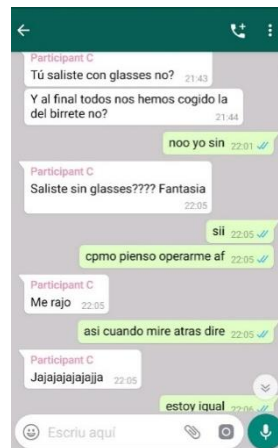 Participant C
Tú saliste con glasses no? 21:43
Y al final todos nos hemos cogido la
del birrete no? 21:44
noo yo sin 22:01
Participant C
Saliste sin glasses???? Fantasia
22:05
sii 22:05
cpmo pienso operarme af 22:05
Participant C
Me rajo 22:05
asi cuando mire atras dire 22:05
Participant C
Jajajajajajja 22:05
estoy igual 22:06
Escriu aquí